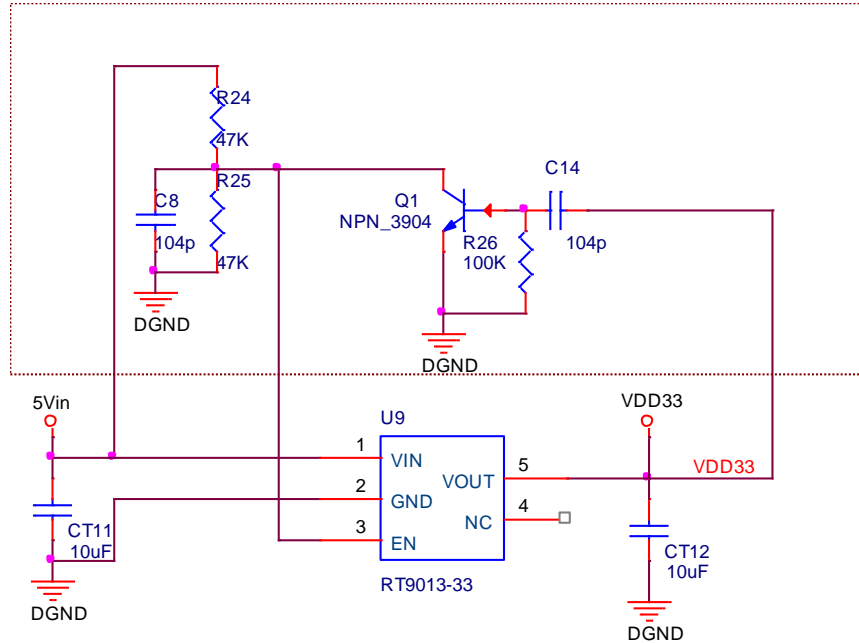 R24
47K
R25
47K
C8
104p
DGND
Q1
NPN_3904
R26
100K
C14
104p
DGND
5Vin
CT11
10uF
DGND
U9
1
VIN
2
GND
3
EN
VOUT
5
NC
4
RT9013-33
VDD33
VDD33
CT12
10uF
DGND